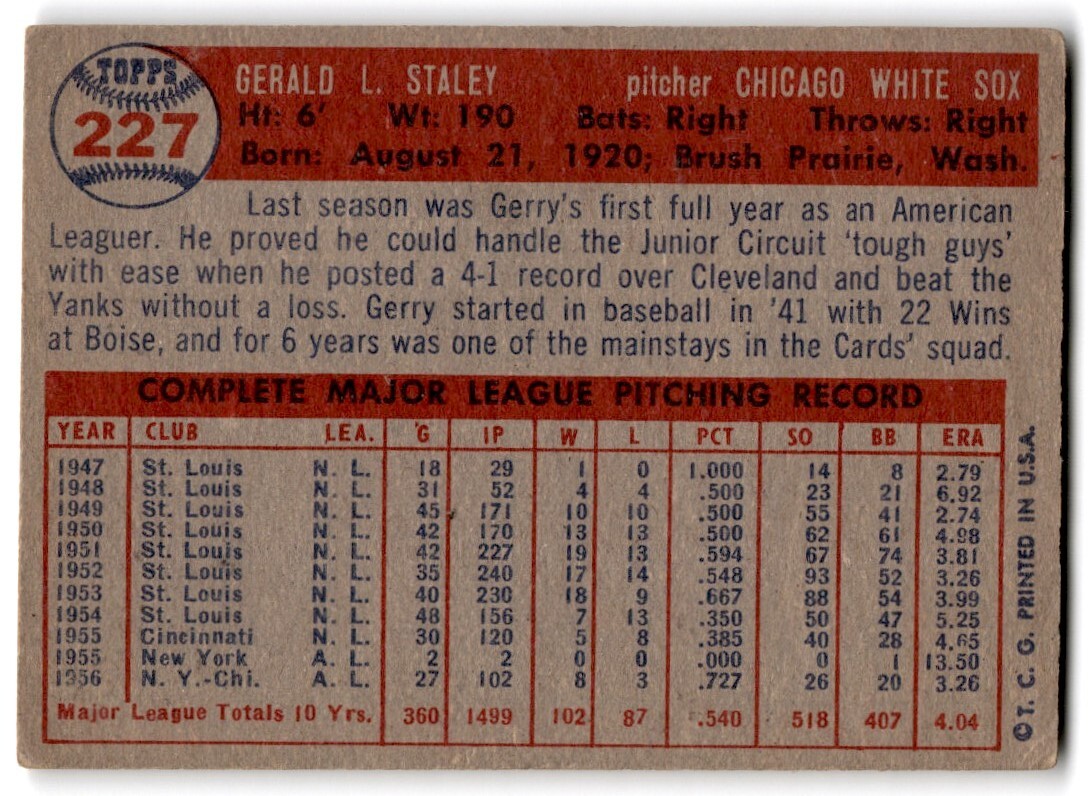 TOPPS
227
GERALD L. STALEY pitcher CHICAGO WHITE SOX
Ht: 6' Wt: 190 Bats: Right Throws: Right
Born: August 21, 1920; Brush Prairie, Wash.
Last season was Gerry's first full year as an American
Leaguer. He proved he could handle the Junior Circuit 'tough guys'
with ease when he posted a 4-1 record over Cleveland and beat the
Yanks without a loss. Gerry started in baseball in '41 with 22 Wins
at Boise, and for 6 years was one of the mainstays in the Cards' squad.
COMPLETE MAJOR LEAGUE PITCHING RECORD
YEAR CLUB LEA. G IP W L PCT SO BB ERA
1947 St. Louis N. L. 18 29 1 0 1.000 14 8 2.79
1948 St. Louis N. L. 31 52 4 4 .500 23 21 6.92
1949 St. Louis N. L. 45 171 10 10 .500 55 41 2.74
1950 St. Louis N. L. 42 170 13 13 .500 62 61 4.98
1951 St. Louis N. L. 42 227 19 13 .594 67 74 3.81
1952 St. Louis N. L. 35 240 17 14 .548 93 52 3.26
1953 St. Louis N. L. 40 230 18 9 .667 88 54 3.99
1954 St. Louis N. L. 48 156 7 13 .350 50 47 5.25
1955 Cincinnati N. L. 30 120 5 8 .385 40 28 4.65
1955 New York A. L. 2 2 0 0 .000 0 1 13.50
1956 N. Y.-Chi. A. L. 27 102 8 3 .727 26 20 3.26
Major League Totals 10 Yrs. 360 1499 102 87 .540 518 407 4.04
©T. C. G. PRINTED IN U.S.A.